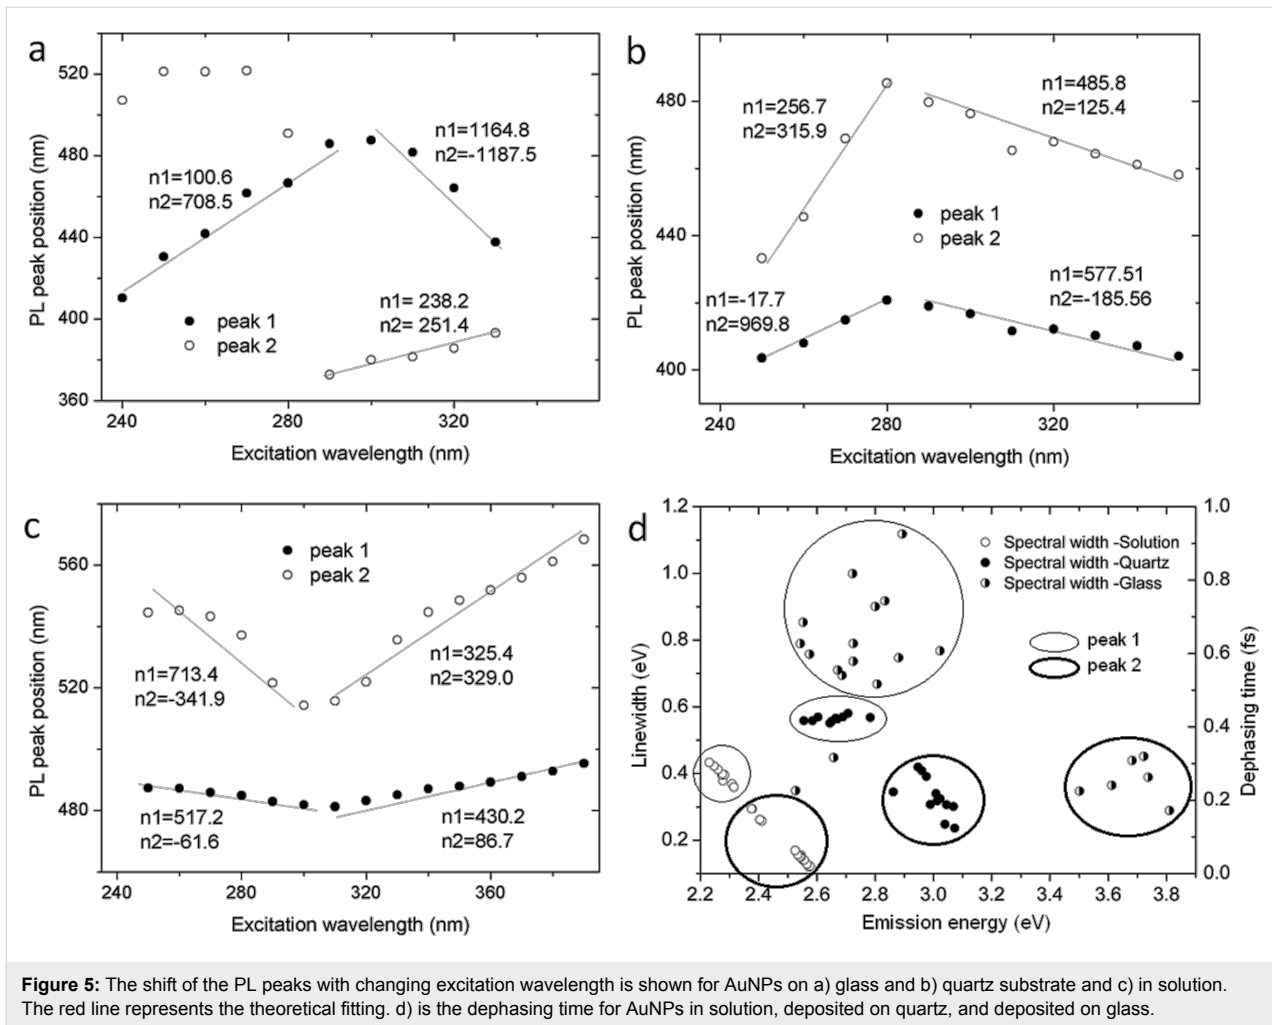 a
520
480
440
400
360
PL peak position (nm)
n1=1164.8
n2=-1187.5
n1=100.6
n2=708.5
n1= 238.2
n2= 251.4
peak 1
peak 2
240
280
320
Excitation wavelength (nm)
b
480
440
400
PL peak position (nm)
n1=485.8
n2=125.4
n1=256.7
n2=315.9
peak 1
peak 2
n1=577.51
n2=-185.56
n1=-17.7
n2=969.8
240
280
320
Excitation wavelength (nm)
c
560
520
480
PL peak position (nm)
peak 1
peak 2
n1=713.4
n2=-341.9
n1=325.4
n2=329.0
n1=517.2
n2=-61.6
n1=430.2
n2=86.7
240
280
320
360
Excitation wavelength (nm)
d
1.2
1.0
0.8
0.6
0.4
0.2
Linewidth (eV)
Spectral width -Solution
Spectral width -Quartz
Spectral width -Glass
peak 1
peak 2
1.0
0.8
0.6
0.4
0.2
0.0
Dephasing time (fs)
2.2 2.4 2.6 2.8 3.0 3.2 3.4 3.6 3.8
Emission energy (eV)
Figure 5: The shift of the PL peaks with changing excitation wavelength is shown for AuNPs on a) glass and b) quartz substrate and c) in solution.
The red line represents the theoretical fitting. d) is the dephasing time for AuNPs in solution, deposited on quartz, and deposited on glass.